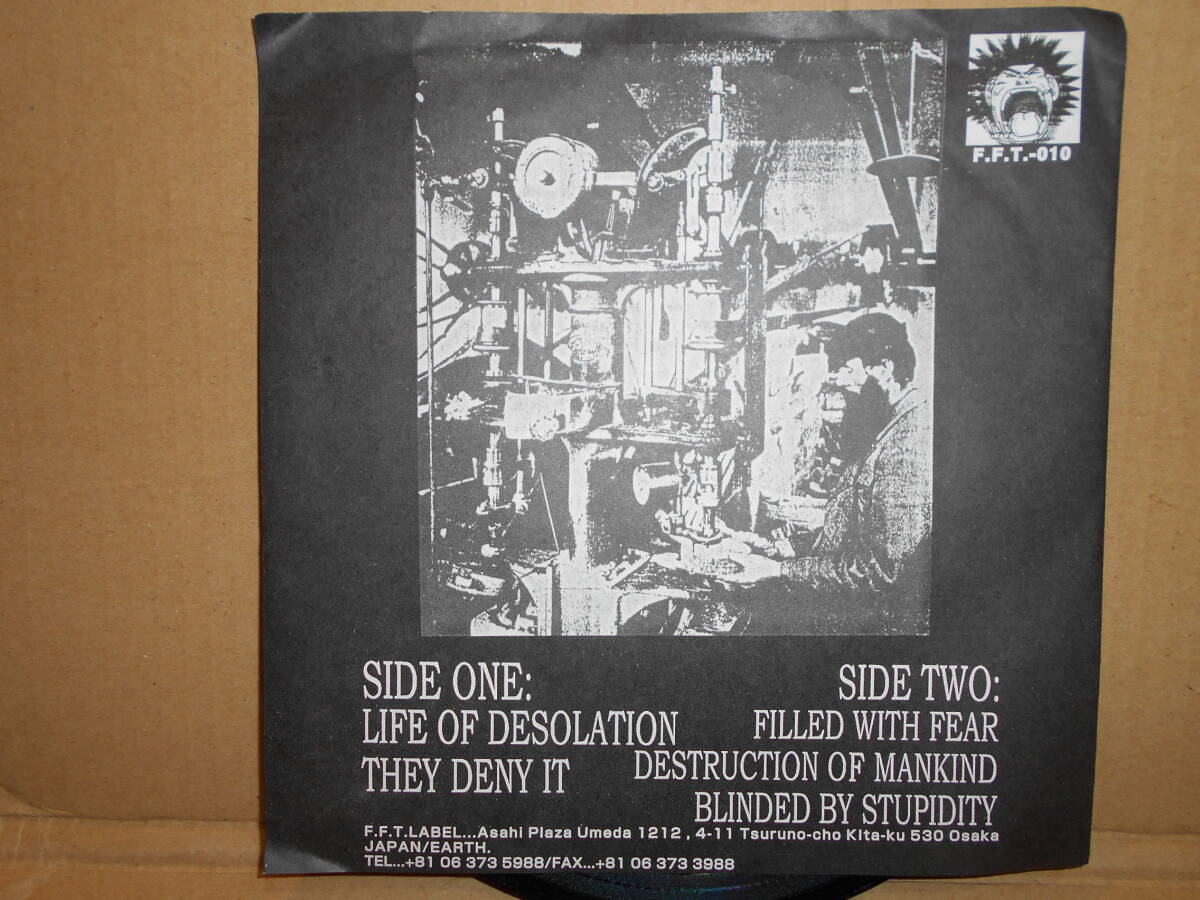 F.F.T.-010
SIDE ONE:
LIFE OF DESOLATION
THEY DENY IT
SIDE TWO:
FILLED WITH FEAR
DESTRUCTION OF MANKIND
BLINDED BY STUPIDITY
F.F.T.LABEL...Asahi Plaza Umeda 1212 , 4-11 Tsuruno-cho Kita-ku 530 Osaka
JAPAN/EARTH.
TEL...+81 06 373 5988/FAX...+81 06 373 3988